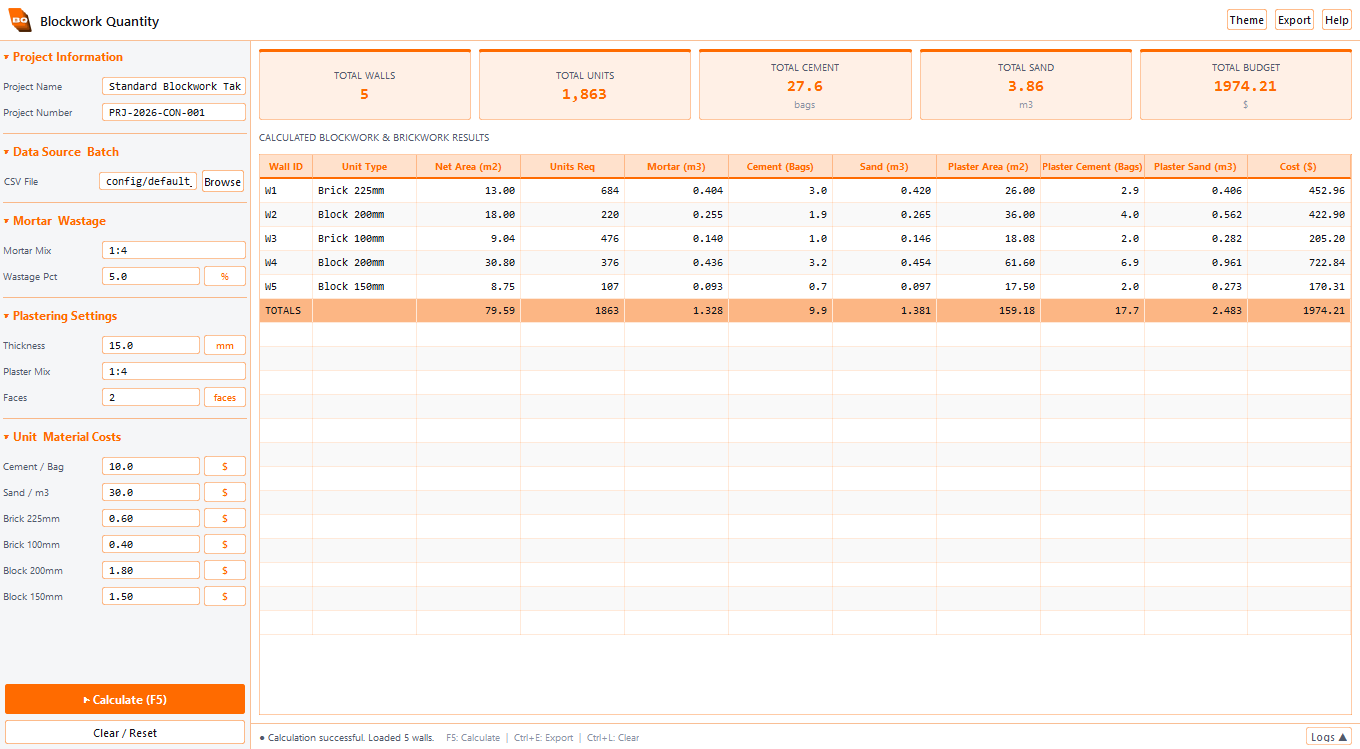 Blockwork Quantity
Theme Export Help
▾ Project Information
Project Name Standard Blockwork Tak
Project Number PRJ-2026-CON-001
▾ Data Source Batch
CSV File config/default_ Browse
▾ Mortar Wastage
Mortar Mix 1:4
Wastage Pct 5.0 %
▾ Plastering Settings
Thickness 15.0 mm
Plaster Mix 1:4
Faces 2 faces
▾ Unit Material Costs
Cement / Bag 10.0 $
Sand / m3 30.0 $
Brick 225mm 0.60 $
Brick 100mm 0.40 $
Block 200mm 1.80 $
Block 150mm 1.50 $
Calculate (F5)
Clear / Reset
TOTAL WALLS
5
TOTAL UNITS
1,863
TOTAL CEMENT
27.6
bags
TOTAL SAND
3.86
m3
TOTAL BUDGET
1974.21
$
CALCULATED BLOCKWORK & BRICKWORK RESULTS
Wall ID Unit Type Net Area (m2) Units Req Mortar (m3) Cement (Bags) Sand (m3) Plaster Area (m2) Plaster Cement (Bags) Plaster Sand (m3) Cost ($)
W1 Brick 225mm 13.00 684 0.404 3.0 0.420 26.00 2.9 0.406 452.96
W2 Block 200mm 18.00 220 0.255 1.9 0.265 36.00 4.0 0.562 422.90
W3 Brick 100mm 9.04 476 0.140 1.0 0.146 18.08 2.0 0.282 205.20
W4 Block 200mm 30.80 376 0.436 3.2 0.454 61.60 6.9 0.961 722.84
W5 Block 150mm 8.75 107 0.093 0.7 0.097 17.50 2.0 0.273 170.31
TOTALS 79.59 1863 1.328 9.9 1.381 159.18 17.7 2.483 1974.21
● Calculation successful. Loaded 5 walls. F5: Calculate | Ctrl+E: Export | Ctrl+L: Clear
Logs ▲